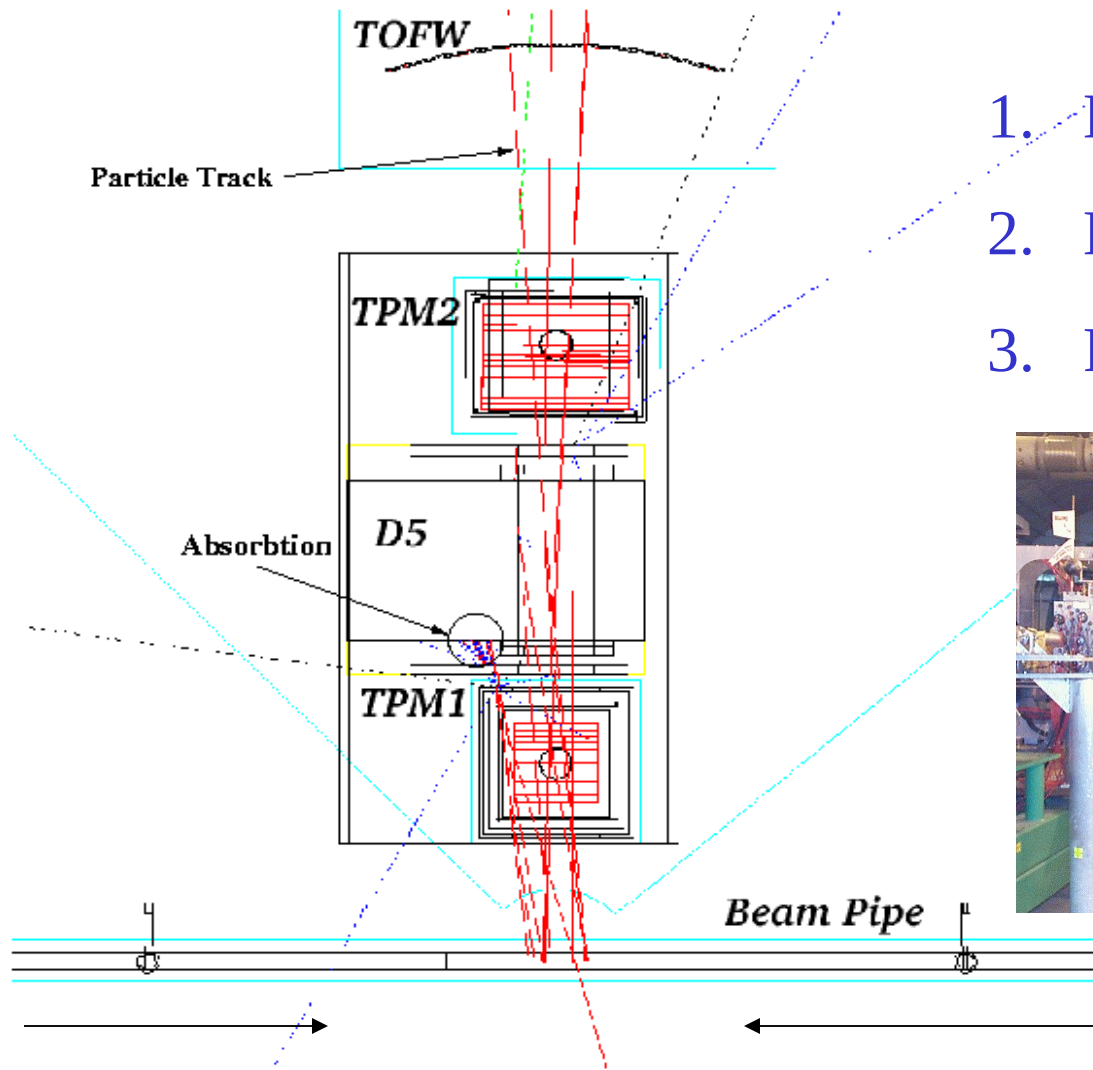 TOFW
Particle Track
1.
2.
3.
TPM2
D5
Absorbtion
TPM1
Beam Pipe